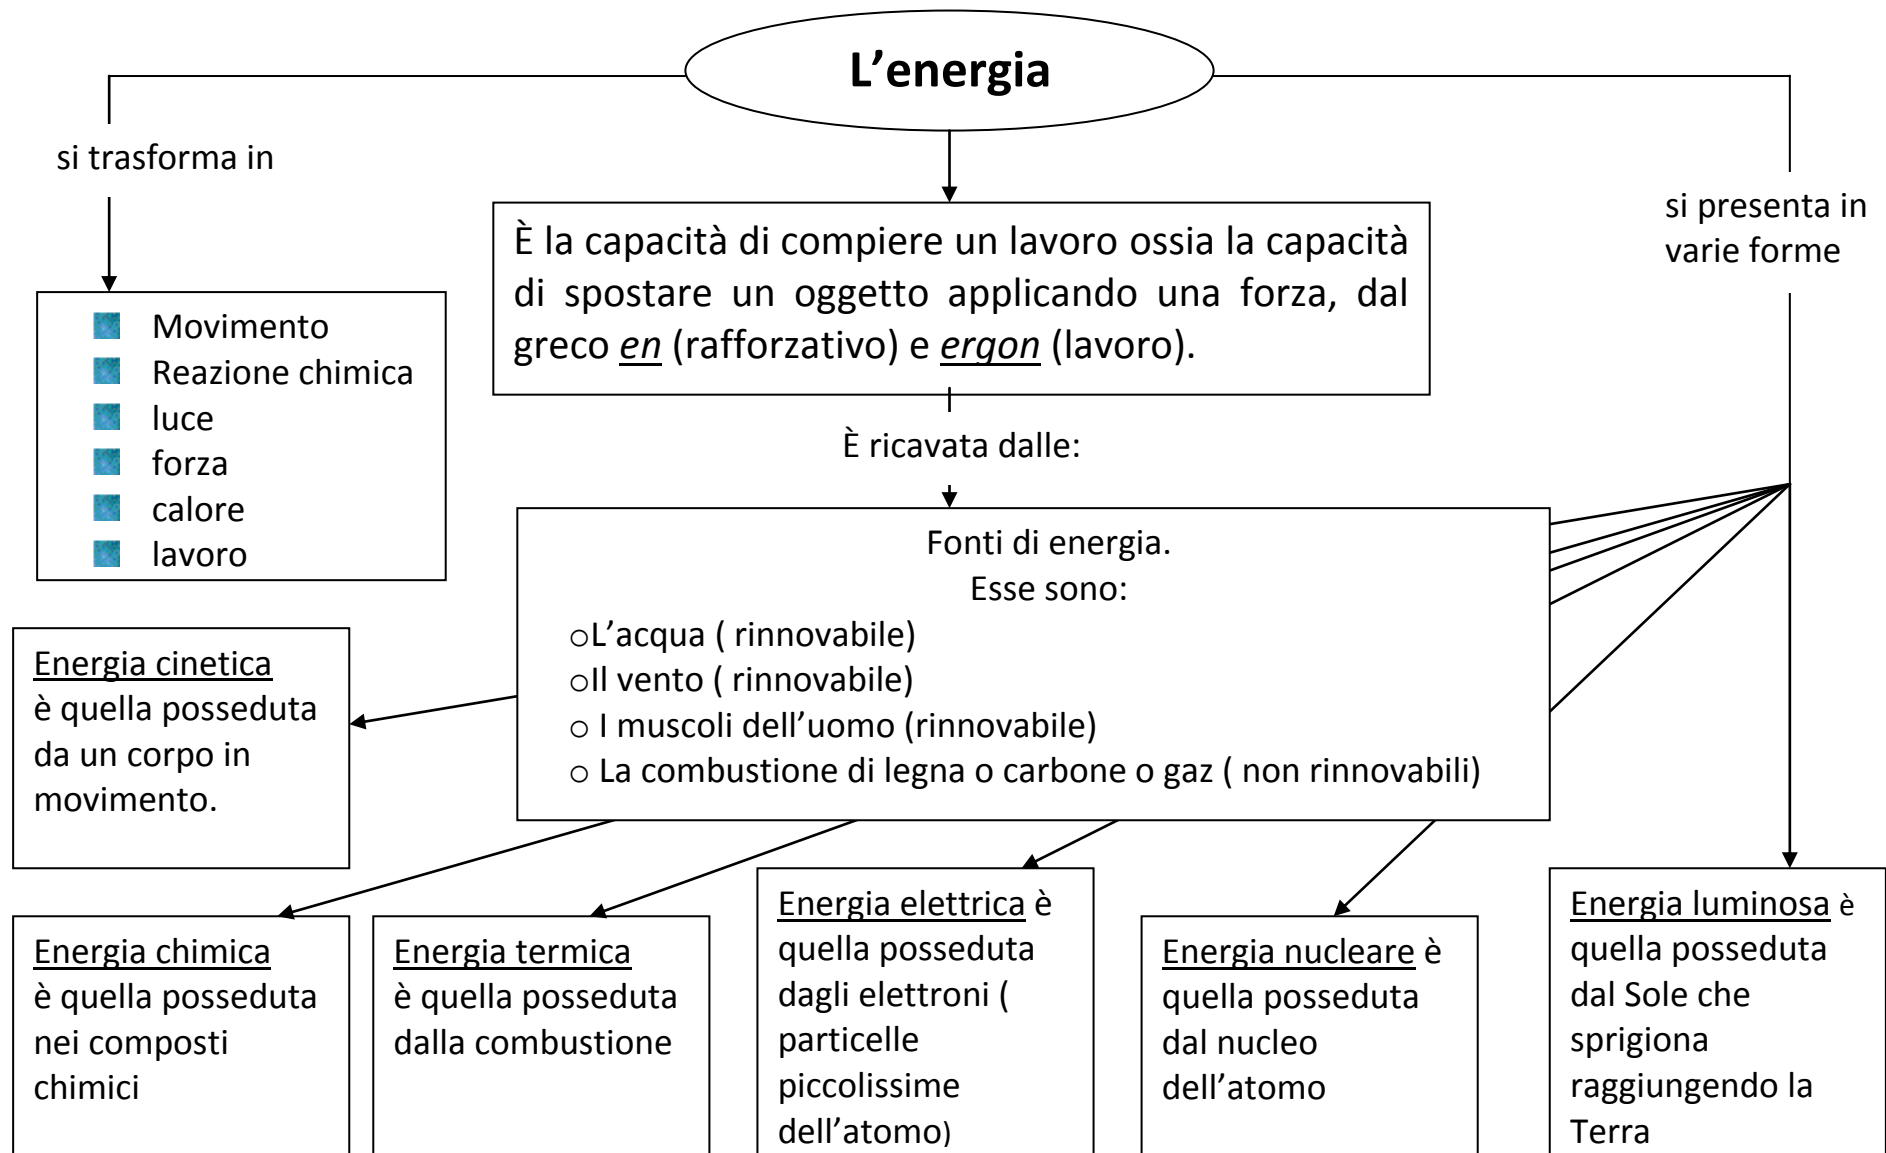 L’energia
si trasforma in
si presenta in
varie forme
È la capacità di compiere un lavoro ossia la capacità
di spostare un oggetto applicando una forza, dal
greco en (rafforzativo) e ergon (lavoro).
Movimento
Reazione chimica
luce
forza
calore
lavoro
È ricavata dalle:
Fonti di energia.
Esse sono:
oL’acqua ( rinnovabile)
oIl vento ( rinnovabile)
o I muscoli dell’uomo (rinnovabile)
o La combustione di legna o carbone o gaz ( non rinnovabili)
Energia cinetica
è quella posseduta
da un corpo in
movimento.
Energia chimica
è quella posseduta
nei composti
chimici
Energia termica
è quella posseduta
dalla combustione
Energia elettrica è
quella posseduta
dagli elettroni (
particelle
piccolissime
dell’atomo)
Energia nucleare è
quella posseduta
dal nucleo
dell’atomo
Energia luminosa è
quella posseduta
dal Sole che
sprigiona
raggiungendo la
Terra